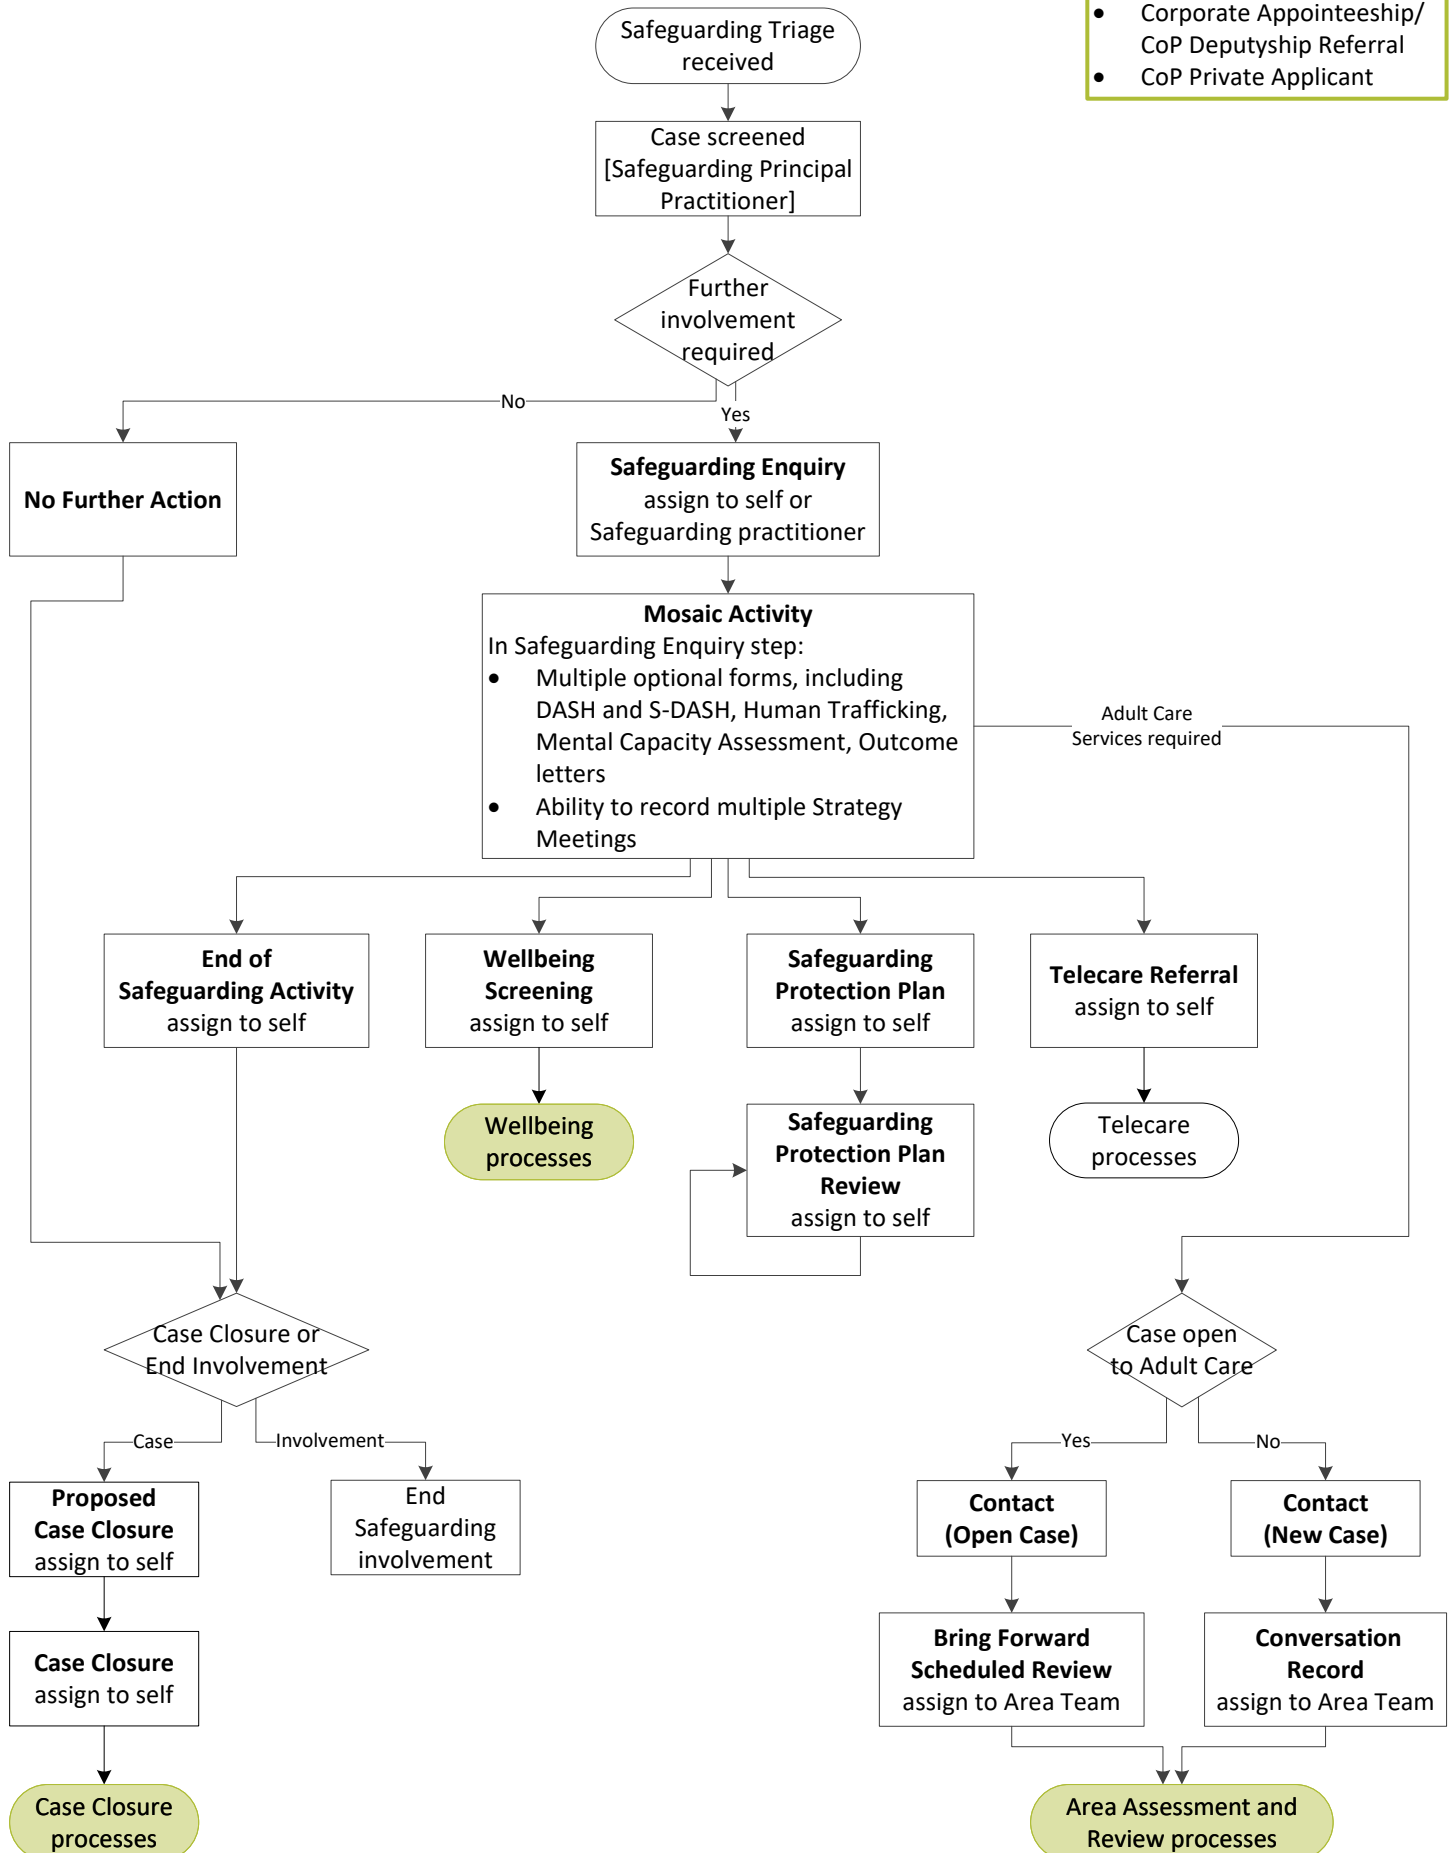 • Corporate Appointeeship/
CoP Deputyship Referral
• CoP Private Applicant
Safeguarding Triage
received
Case screened
[Safeguarding Principal
Practitioner]
Further
involvement
required
No
Yes
No Further Action
Safeguarding Enquiry
assign to self or
Safeguarding practitioner
Mosaic Activity
In Safeguarding Enquiry step:
• Multiple optional forms, including
DASH and S-DASH, Human Trafficking,
Mental Capacity Assessment, Outcome
letters
• Ability to record multiple Strategy
Meetings
Adult Care
Services required
End of
Safeguarding Activity
assign to self
Wellbeing
Screening
assign to self
Safeguarding
Protection Plan
assign to self
Telecare Referral
assign to self
Wellbeing
processes
Safeguarding
Protection Plan
Review
assign to self
Telecare
processes
Case Closure or
End Involvement
Case open
to Adult Care
Case
Involvement
Yes
No
Proposed
Case Closure
assign to self
End
Safeguarding
involvement
Contact
(Open Case)
Contact
(New Case)
Case Closure
assign to self
Bring Forward
Scheduled Review
assign to Area Team
Conversation
Record
assign to Area Team
Case Closure
processes
Area Assessment and
Review processes